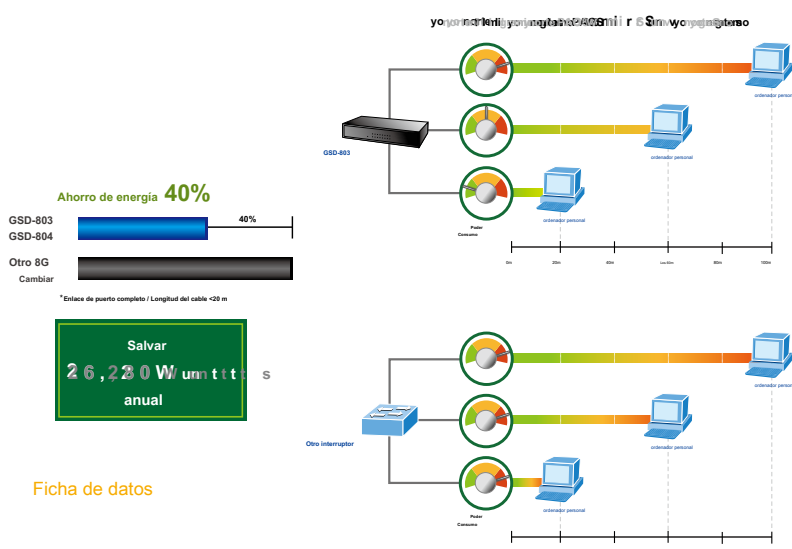 ordenador personal
GSD-803
ordenador personal
ordenador personal
Poder
Consumo
0m
20m
40m
80m
100m
Ahorro de energía 40%
GSD-803
GSD-804
40%
Otro 8G
Cambiar
*Enlace de puerto completo / Longitud del cable <20 m
Salvar
26,280 W
anual
ordenador personal
Otro interruptor
ordenador personal
ordenador personal
Poder
Consumo
Ficha de datos